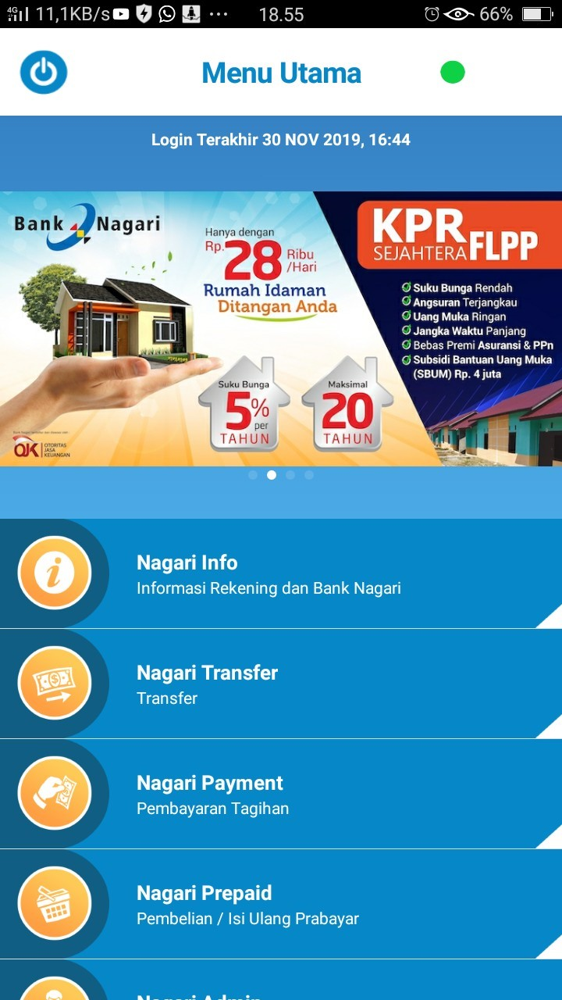 4G 11,1KB/s ... 18.55 66%
Menu Utama
Login Terakhir 30 NOV 2019, 16:44
Bank Nagari
Hanya dengan
Rp. 28 Ribu /Hari
Rumah Idaman
Ditangan Anda
KPR
SEJAHTERA FLPP
Suku Bunga Rendah
Angsuran Terjangkau
Uang Muka Ringan
Jangka Waktu Panjang
Bebas Premi Asuransi & PPn
Subsidi Bantuan Uang Muka
(SBUM) Rp. 4 juta
Suku Bunga
5%
per
TAHUN
Maksimal
20
TAHUN
OJK OTORITAS
JASA
KEUANGAN
Nagari Info
Informasi Rekening dan Bank Nagari
Nagari Transfer
Transfer
Nagari Payment
Pembayaran Tagihan
Nagari Prepaid
Pembelian / Isi Ulang Prabayar
Nagari Admin